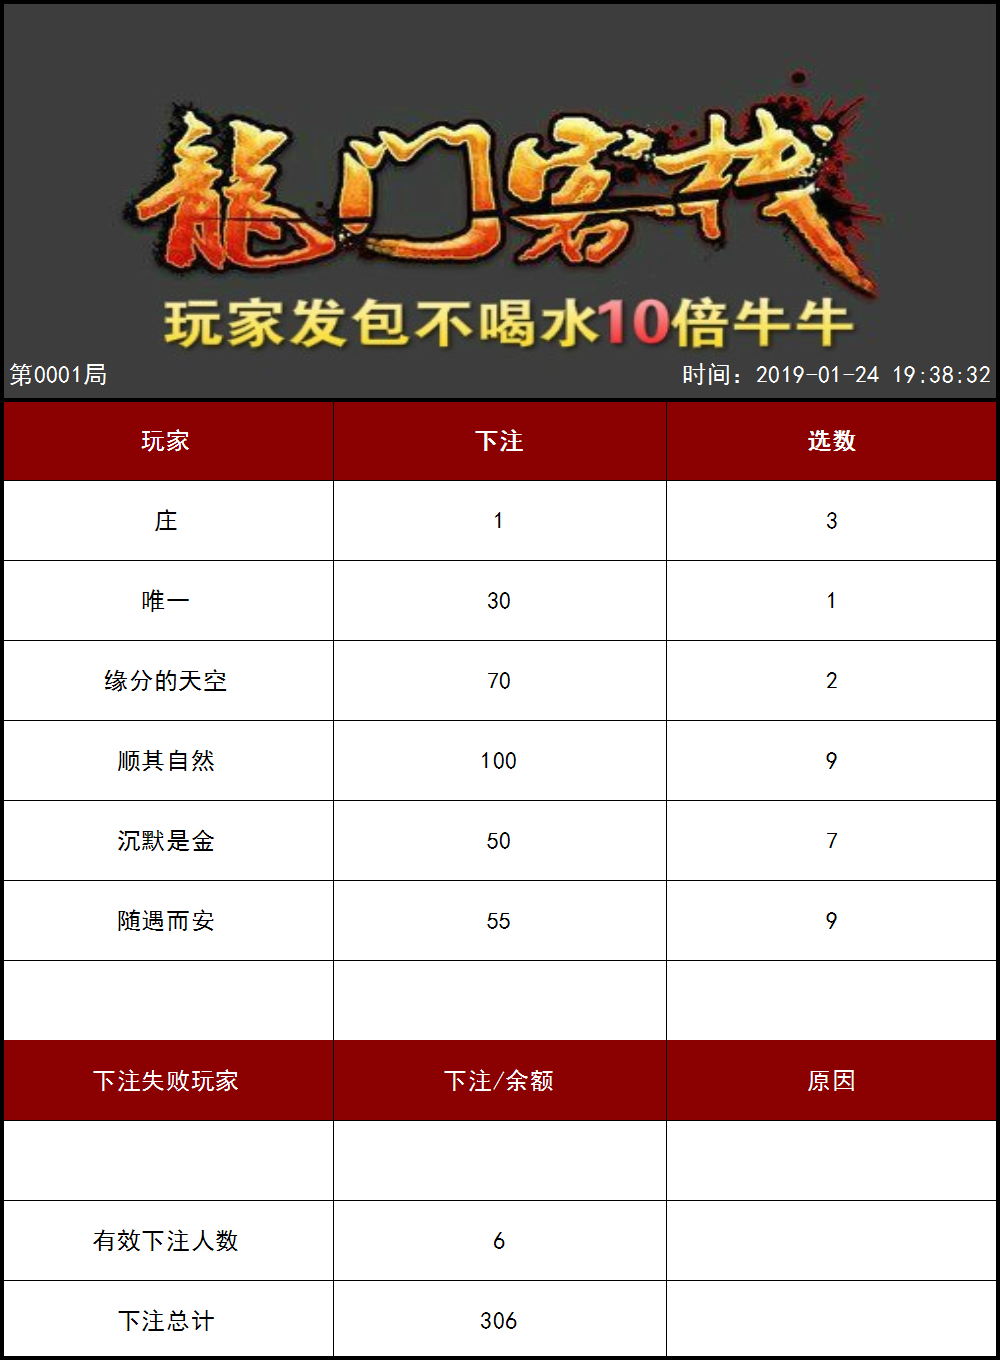 龍门客栈
玩家发包不喝水10倍牛牛
第0001局 时间：2019-01-24 19:38:32
玩家 下注 选数
庄 1 3
唯一 30 1
缘分的天空 70 2
顺其自然 100 9
沉默是金 50 7
随遇而安 55 9
下注失败玩家 下注/余额 原因
有效下注人数 6
下注总计 306